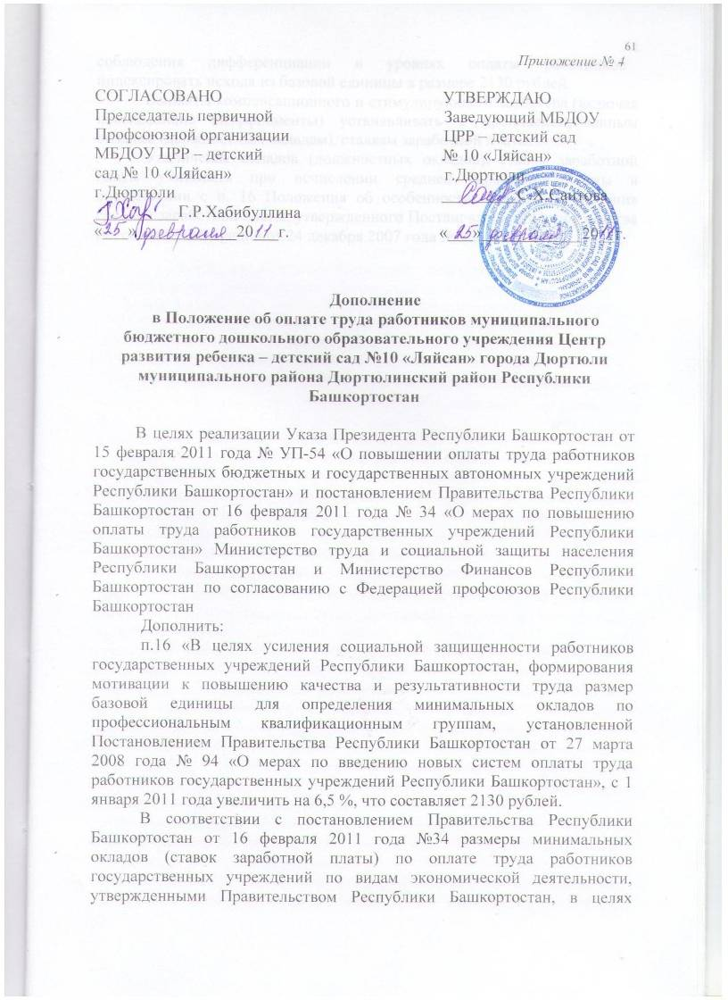 61
Приложение № 4
СОГЛАСОВАНО
Председатель первичной
Профсоюзной организации
МБДОУ ЦРР – детский
сад № 10 «Ляйсан»
г.Дюртюли
Г.Р.Хабибуллина
«25» февраля 2011 г.
УТВЕРЖДАЮ
Заведующий МБДОУ
ЦРР – детский сад
№ 10 «Ляйсан»
г.Дюртюли
С.Х.Саитова
«25» февраля 2011 г.
Дополнение
в Положение об оплате труда работников муниципального
бюджетного дошкольного образовательного учреждения Центр
развития ребенка – детский сад №10 «Ляйсан» города Дюртюли
муниципального района Дюртюлинский район Республики
Башкортостан
В целях реализации Указа Президента Республики Башкортостан от
15 февраля 2011 года № УП-54 «О повышении оплаты труда работников
государственных бюджетных и государственных автономных учреждений
Республики Башкортостан» и постановлением Правительства Республики
Башкортостан от 16 февраля 2011 года № 34 «О мерах по повышению
оплаты труда работников государственных учреждений Республики
Башкортостан» Министерство труда и социальной защиты населения
Республики Башкортостан и Министерство Финансов Республики
Башкортостан по согласованию с Федерацией профсоюзов Республики
Башкортостан
Дополнить:
п.16 «В целях усиления социальной защищенности работников
государственных учреждений Республики Башкортостан, формирования
мотивации к повышению качества и результативности труда размер
базовой единицы для определения минимальных окладов по
профессиональным квалификационным группам, установленной
Постановлением Правительства Республики Башкортостан от 27 марта
2008 года № 94 «О мерах по введению новых систем оплаты труда
работников государственных учреждений Республики Башкортостан», с 1
января 2011 года увеличить на 6,5 %, что составляет 2130 рублей.
В соответствии с постановлением Правительства Республики
Башкортостан от 16 февраля 2011 года №34 размеры минимальных
окладов (ставок заработной платы) по оплате труда работников
государственных учреждений по видам экономической деятельности,
утвержденными Правительством Республики Башкортостан, в целях